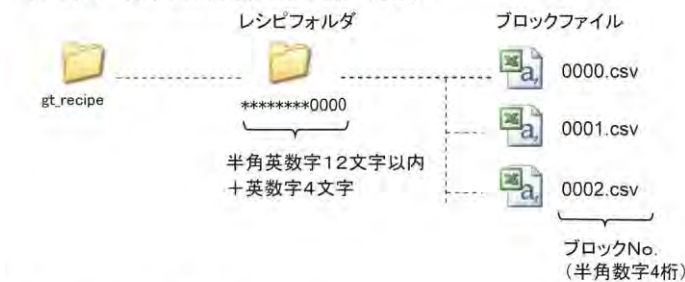 レシピフォルダ
ブロックファイル
gt_recipe
********0000
0000.csv
半角英数字12文字以内
+英数字4文字
0001.csv
0002.csv
ブロックNo.
(半角数字4桁)